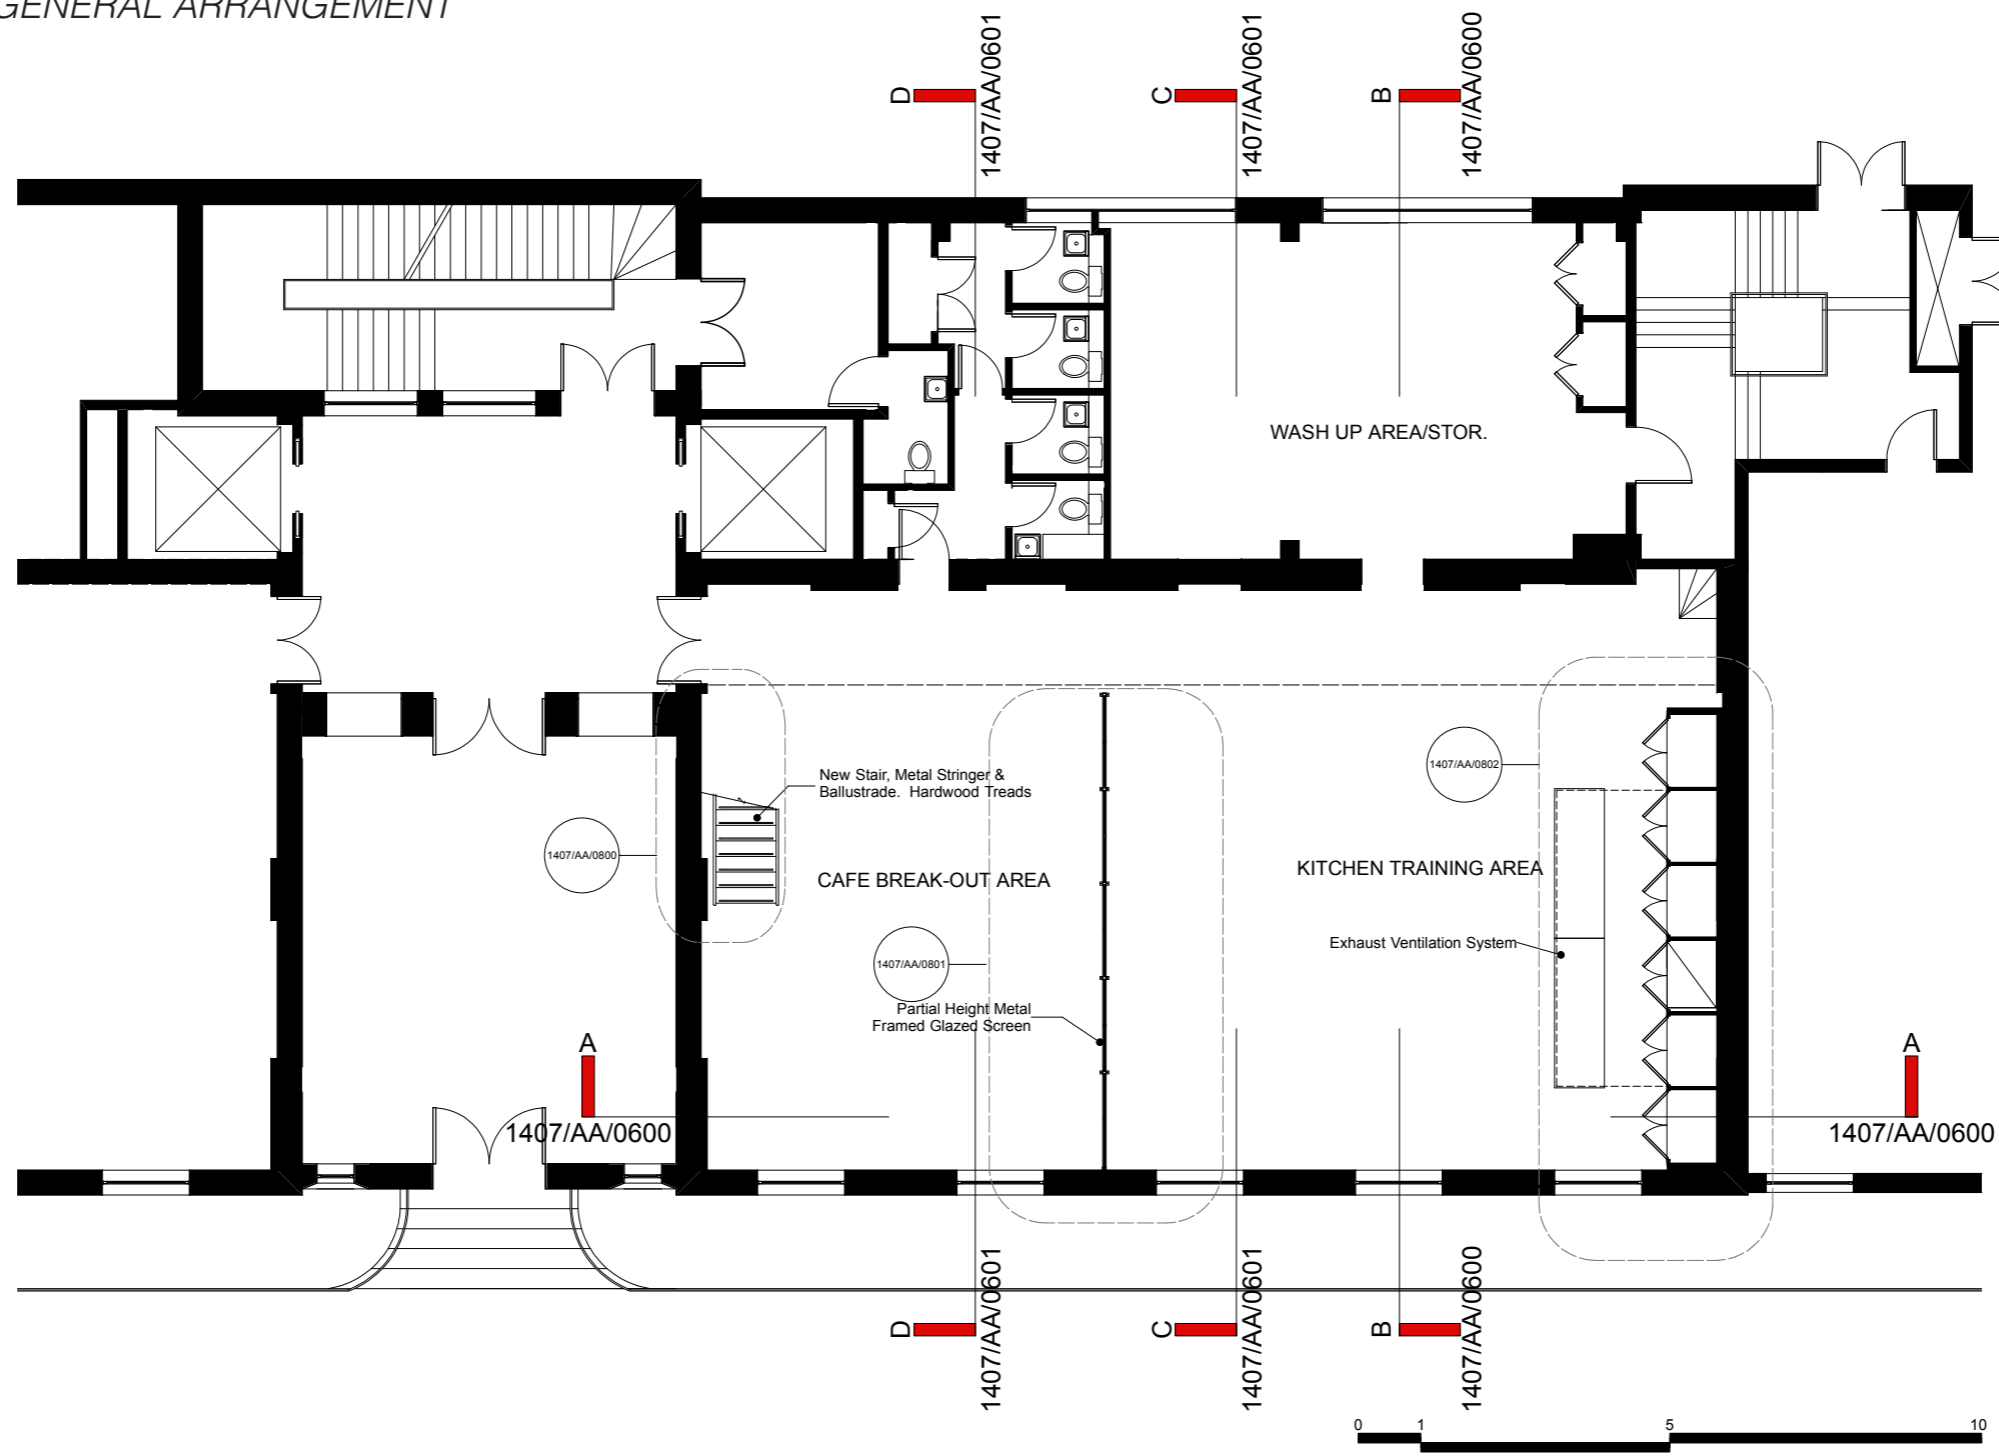 GENERAL ARRANGEMENT
D
1407/AA/0601
C
1407/AA/0601
B
1407/AA/0600
WASH UP AREA/STOR.
New Stair, Metal Stringer &
Ballustrade. Hardwood Treads
1407/AA/0802
1407/AA/0800
CAFE BREAK-OUT AREA
KITCHEN TRAINING AREA
1407/AA/0801
Exhaust Ventilation System
Partial Height Metal
Framed Glazed Screen
A
1407/AA/0600
A
1407/AA/0600
D
1407/AA/0601
C
1407/AA/0601
B
1407/AA/0600
0 1 5 10